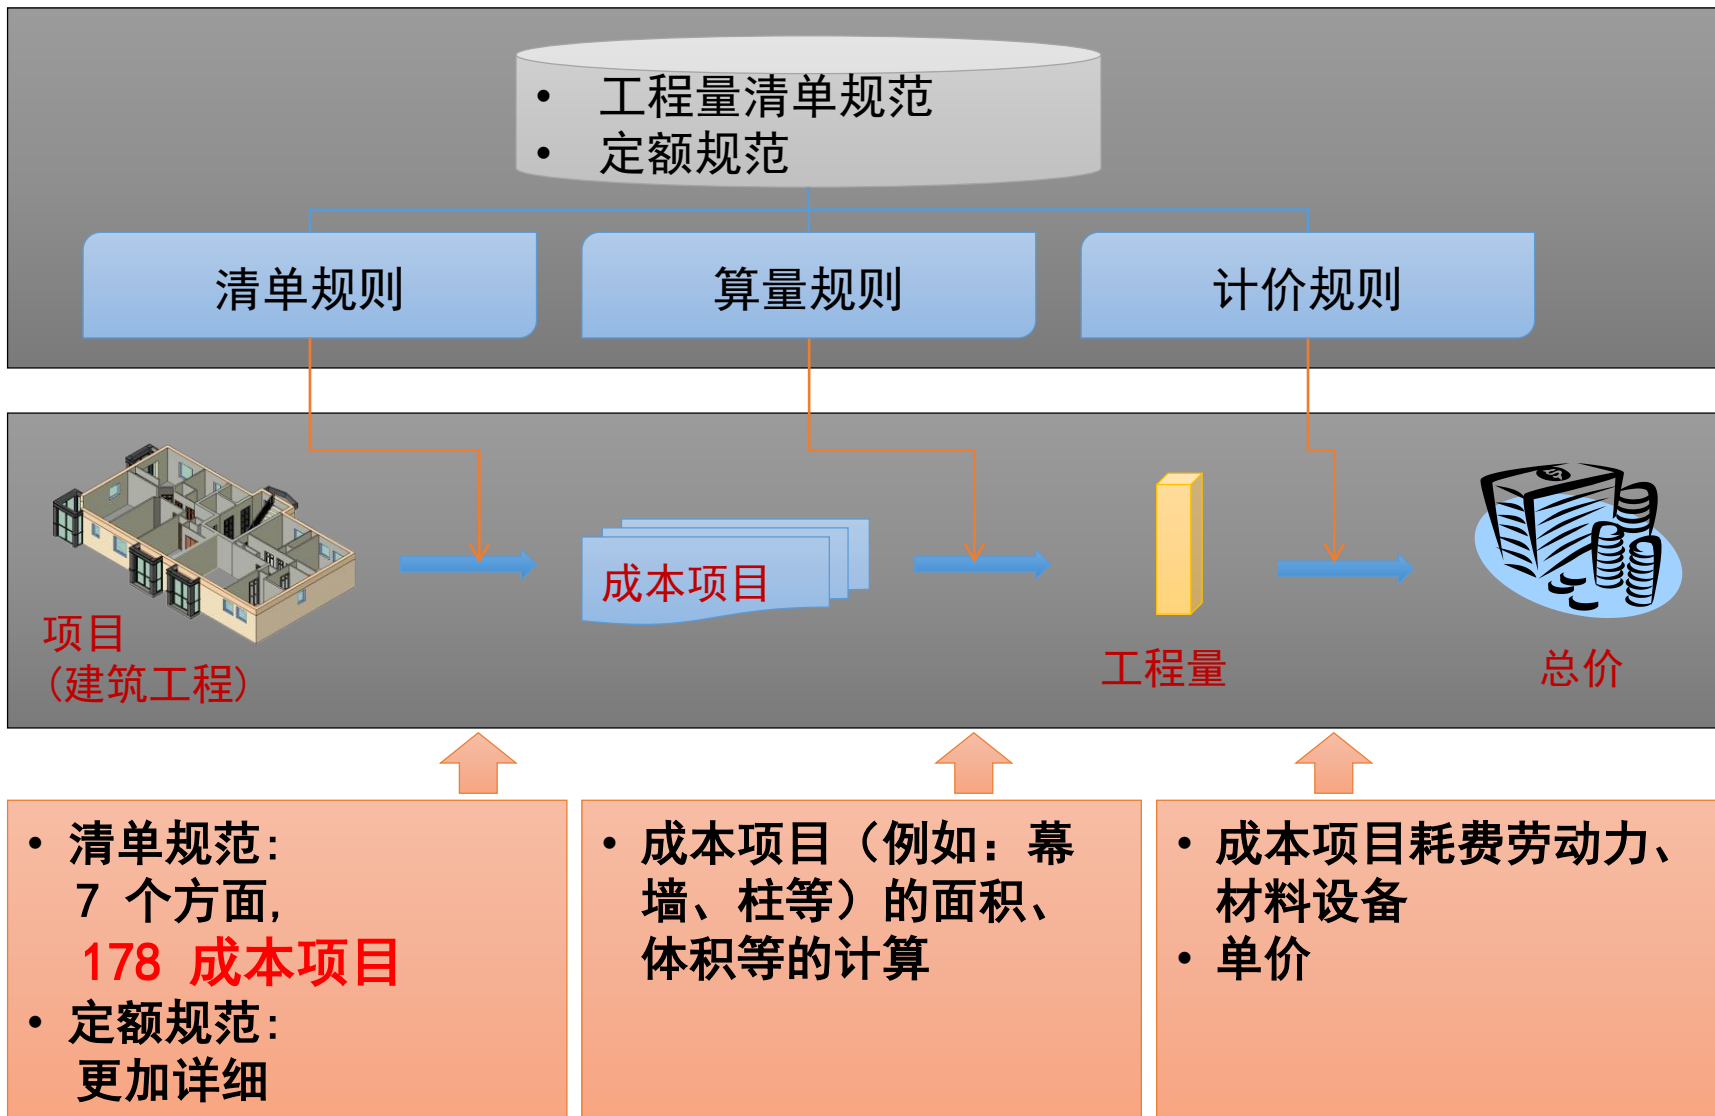 • 工程量清单规范
• 定额规范
清单规则
算量规则
计价规则
项目
(建筑工程)
成本项目
工程量
总价
• 清单规范:
7 个方面,
178 成本项目
• 定额规范:
更加详细
• 成本项目（例如：幕
墙、柱等）的面积、
体积等的计算
• 成本项目耗费劳动力、
材料设备
• 单价